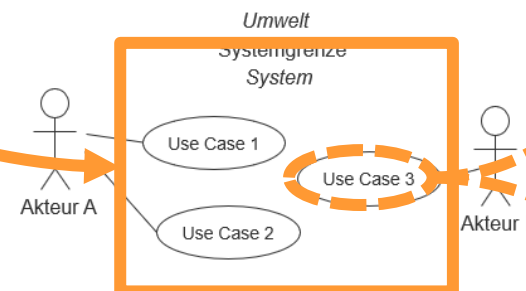 Umwelt
Systemgrenze
System
Use Case 1
Use Case 3
Akteur A
Use Case 2
Akteur